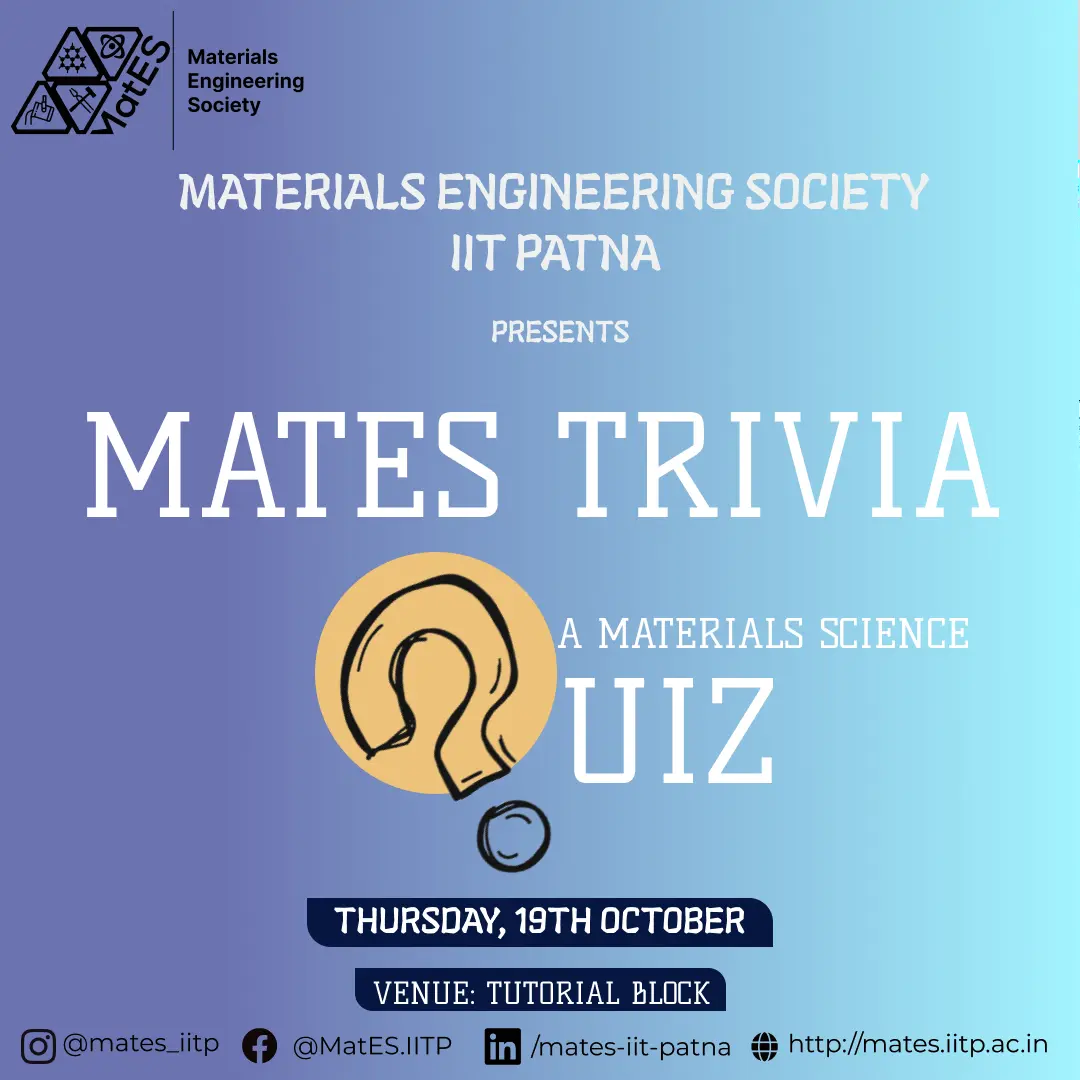 MatES
Materials
Engineering
Society
MATERIALS ENGINEERING SOCIETY
IIT PATNA
PRESENTS
MATES TRIVIA
A MATERIALS SCIENCE
UIZ
THURSDAY, 19TH OCTOBER
VENUE: TUTORIAL BLOCK
@mates_iitp @MatES.IITP /mates-iit-patna http://mates.iitp.ac.in